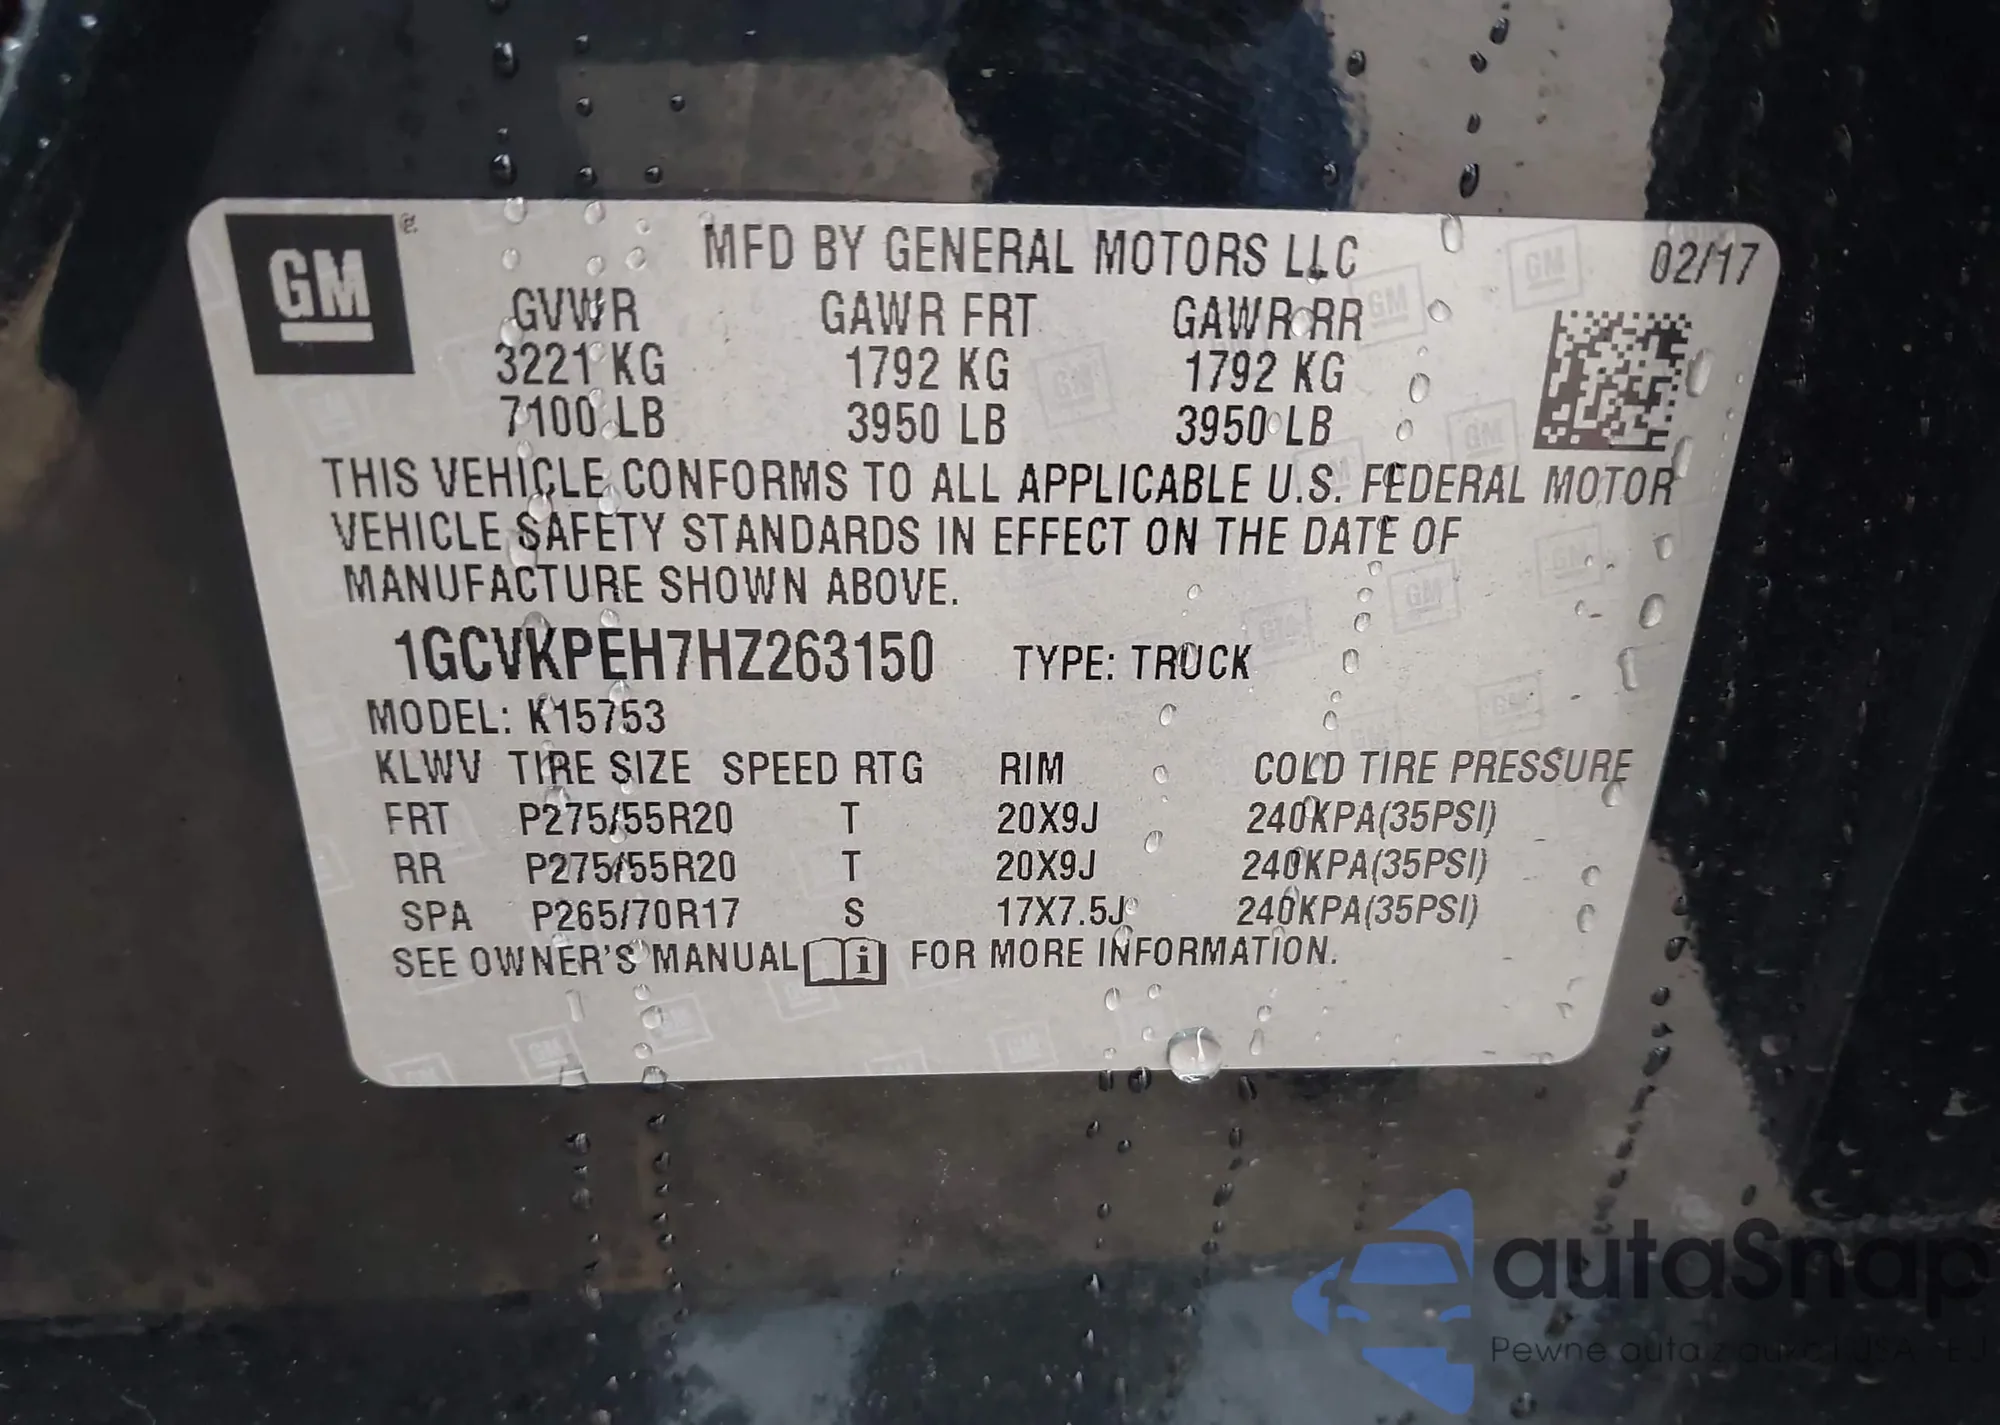 GM
MFD BY GENERAL MOTORS LLC
02/17
GVWR GAWR FRT GAWR RR
3221 KG 1792 KG 1792 KG
7100 LB 3950 LB 3950 LB
THIS VEHICLE CONFORMS TO ALL APPLICABLE U.S. FEDERAL MOTOR
VEHICLE SAFETY STANDARDS IN EFFECT ON THE DATE OF
MANUFACTURE SHOWN ABOVE.
1GCVKPEH7HZ263150 TYPE: TRUCK
MODEL: K15753
KLWV TIRE SIZE SPEED RTG RIM COLD TIRE PRESSURE
FRT P275/55R20 T 20X9J 240KPA(35PSI)
RR P275/55R20 T 20X9J 240KPA(35PSI)
SPA P265/70R17 S 17X7.5J 240KPA(35PSI)
SEE OWNER'S MANUAL i FOR MORE INFORMATION.
autoSnap
Pewne auta z